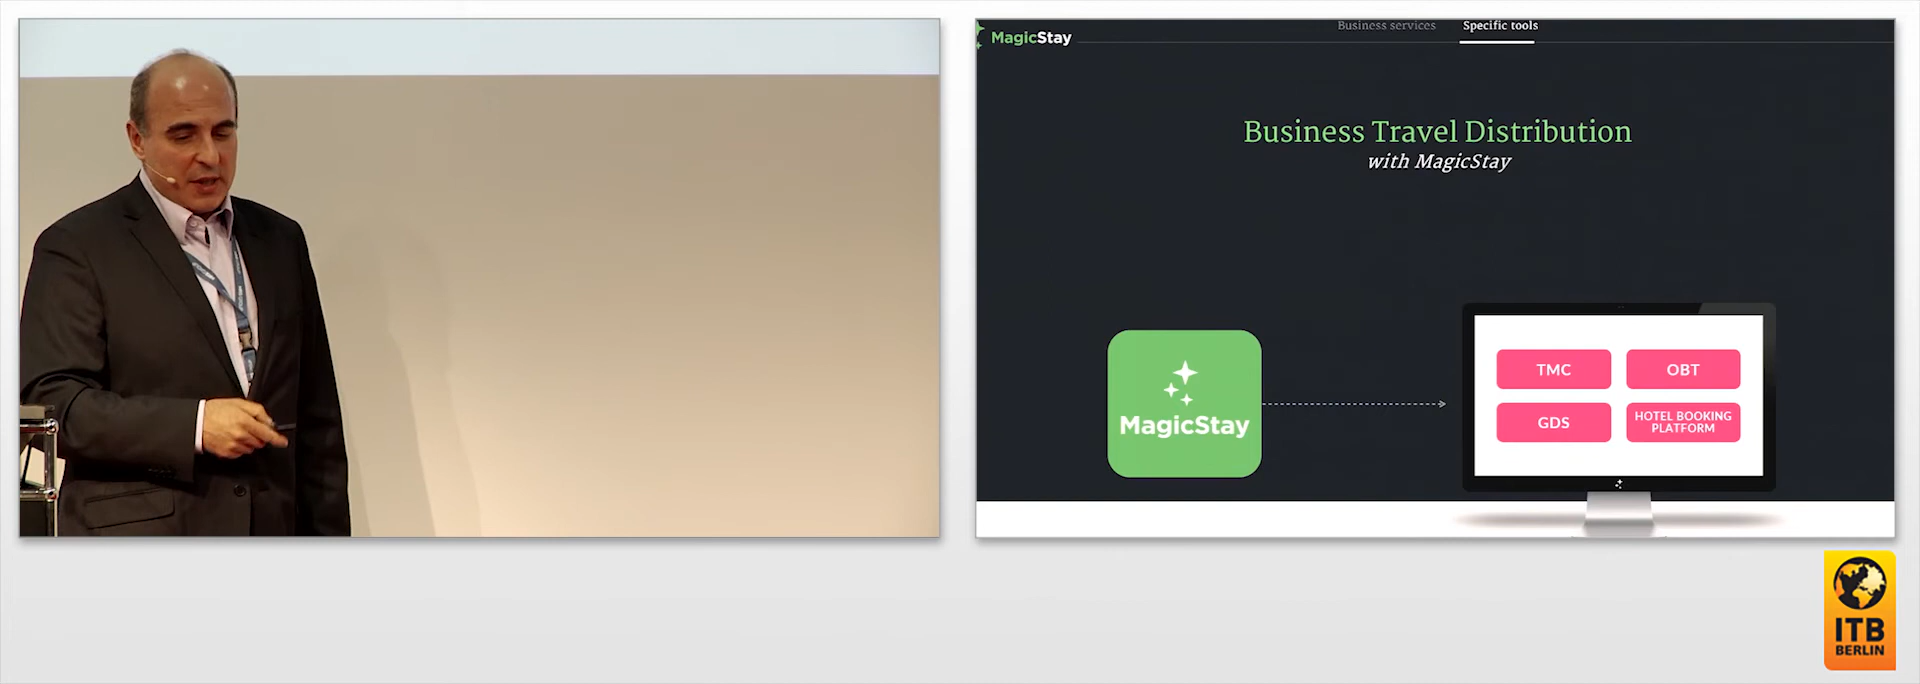 MagicStay
Business services
Specific tools
Business Travel Distribution
with MagicStay
MagicStay
TMC
OBT
GDS
HOTEL BOOKING
PLATFORM
ITB
BERLIN